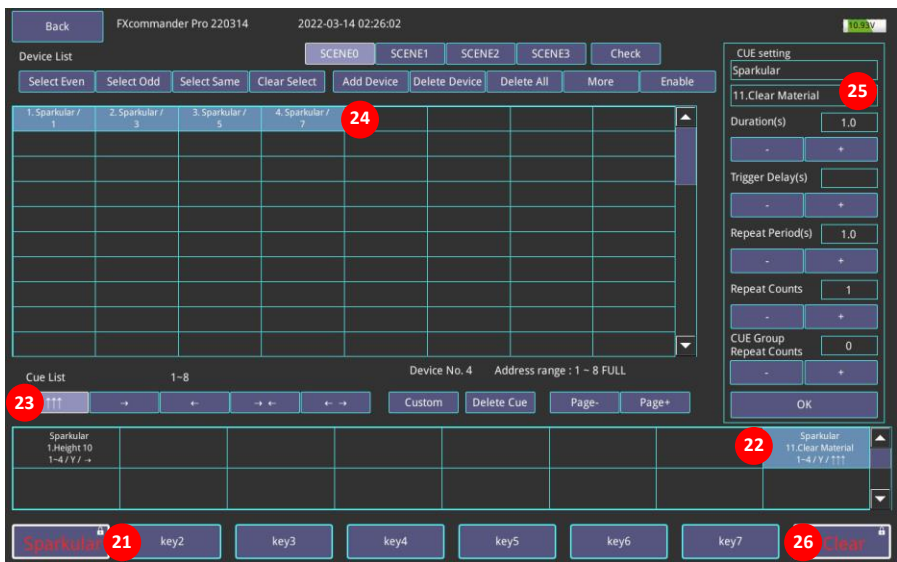 Back FXcommander Pro 220314 2022-03-14 02:26:02 10.93V
Device List SCENE0 SCENE1 SCENE2 SCENE3 Check
Select Even Select Odd Select Same Clear Select Add Device Delete Device Delete All More Enable
1. Sparkular / 2. Sparkular / 3. Sparkular / 4. Sparkular /
1 3 5 7
24
CUE setting
Sparkular
11.Clear Material 25
Duration(s) 1.0
- +
Trigger Delay(s)
- +
Repeat Period(s) 1.0
- +
Repeat Counts 1
- +
CUE Group
Repeat Counts 0
- +
OK
Cue List 1~8 Device No. 4 Address range : 1 ~ 8 FULL
23 ↑↑↑ → ← → ← ← → Custom Delete Cue Page- Page+
Sparkular
1.Height 10
1~4 / Y / →
22
Sparkular
11.Clear Material
1~4 / Y / ↑↑↑
Sparkular 21 key2 key3 key4 key5 key6 key7 26 Clear